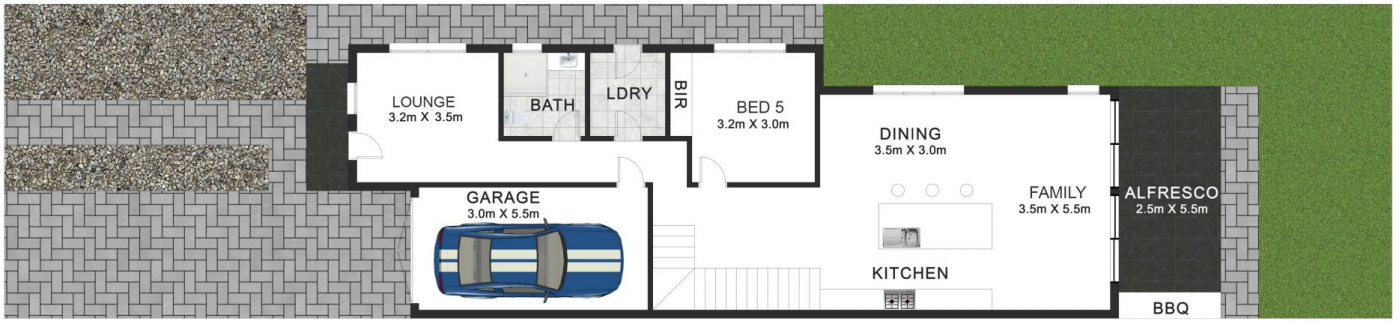 LOUNGE
3.2m X 3.5m
BATH
LDRY
BIR
BED 5
3.2m X 3.0m
DINING
3.5m X 3.0m
FAMILY
3.5m X 5.5m
ALFRESCO
2.5m X 5.5m
GARAGE
3.0m X 5.5m
KITCHEN
BBQ